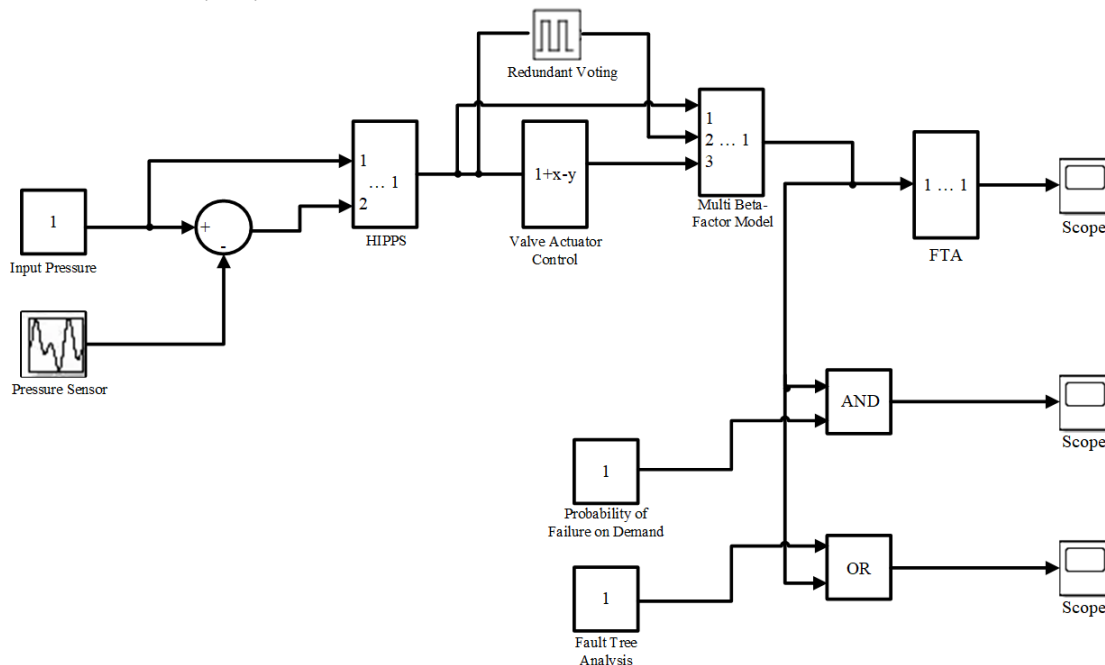 Redundant Voting
1
2 ... 1
3
Multi Beta-
Factor Model
1
... 1
2
HIPPS
1+x-y
Valve Actuator
Control
1 ... 1
FTA
Scope
1
Input Pressure
+
-
Pressure Sensor
AND
Scope
1
Probability of
Failure on Demand
OR
Scope
1
Fault Tree
Analysis